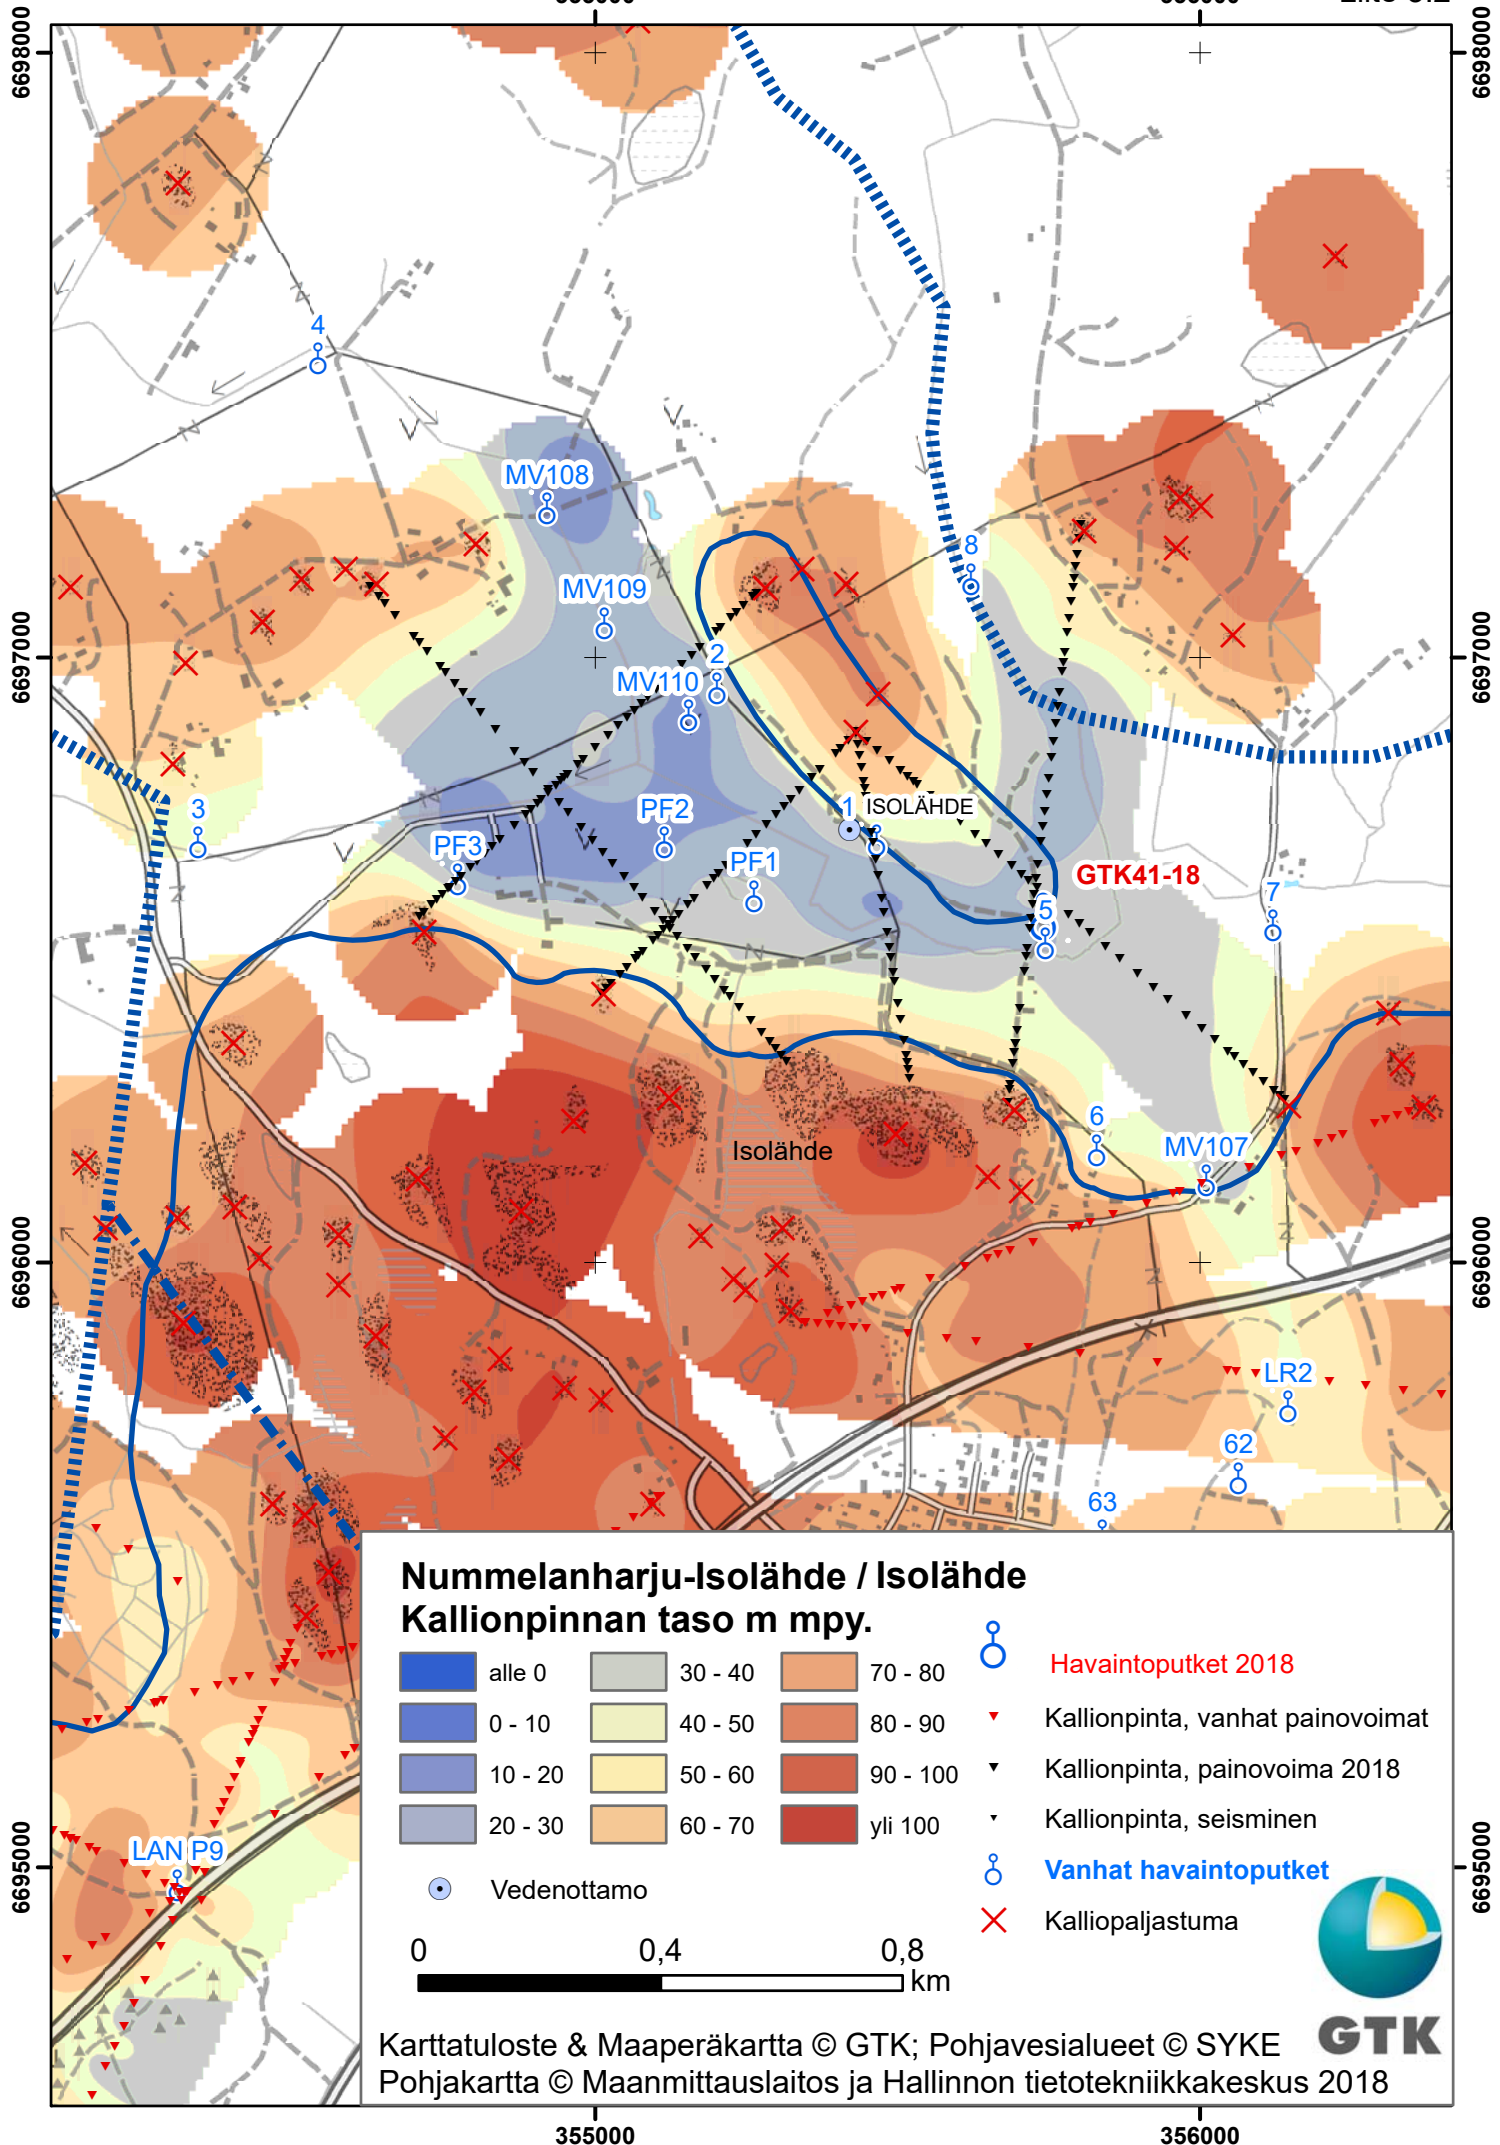 6698000
6698000
4
MV108
8
MV109
2
MV110
6697000
6697000
3
PF3
PF2
PF1
1 ISOLÄHDE
GTK41-18
5
7
6
MV107
Isolähde
6696000
6696000
LR2
62
63
Nummelanharju-Isolähde / Isolähde
Kallionpinnan taso m mpy.
alle 0
0 - 10
10 - 20
20 - 30
30 - 40
40 - 50
50 - 60
60 - 70
70 - 80
80 - 90
90 - 100
yli 100
Vedenottamo
Havaintoputket 2018
Kallionpinta, vanhat painovoimat
Kallionpinta, painovoima 2018
Kallionpinta, seisminen
Vanhat havaintoputket
Kalliopaljastuma
0 0,4 0,8
km
GTK
LAN P9
6695000
6695000
Karttatuloste & Maaperäkartta © GTK; Pohjavesialueet © SYKE
Pohjakartta © Maanmittauslaitos ja Hallinnon tietotekniikkakeskus 2018
355000
356000